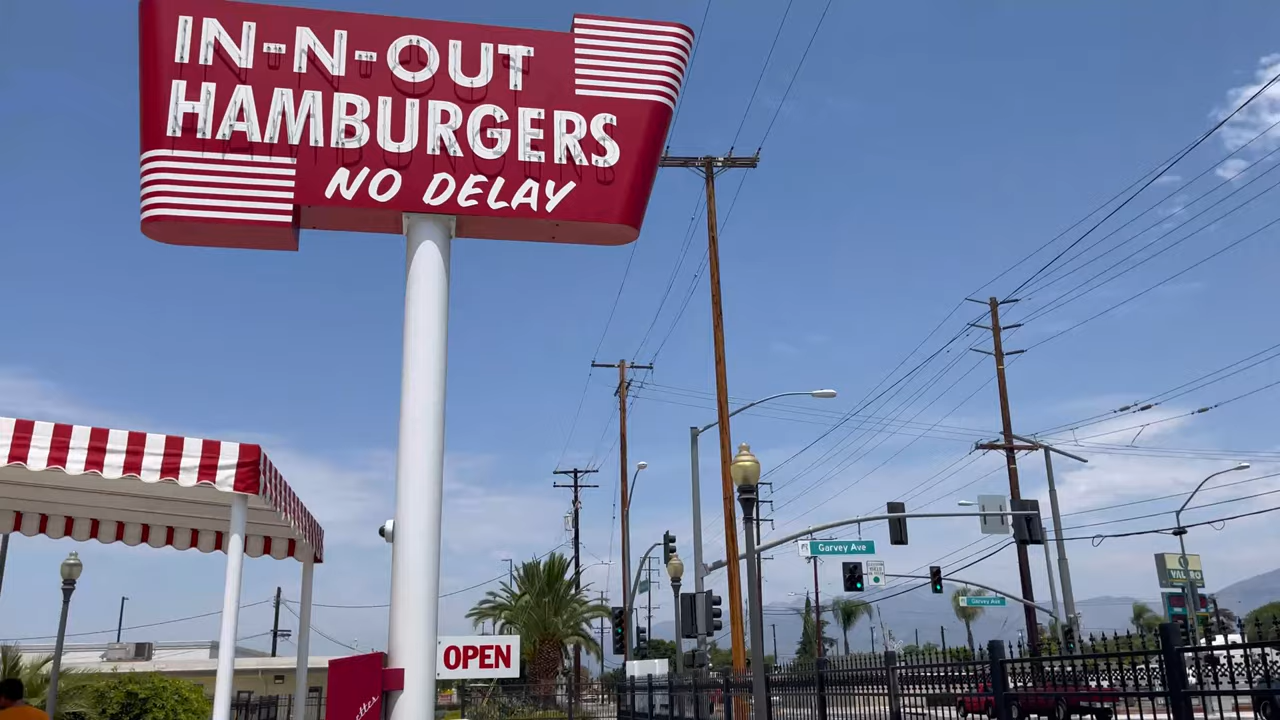 IN-N-OUT
HAMBURGERS
NO DELAY
Garvey Ave
Garvey Ave
VALERO
OPEN